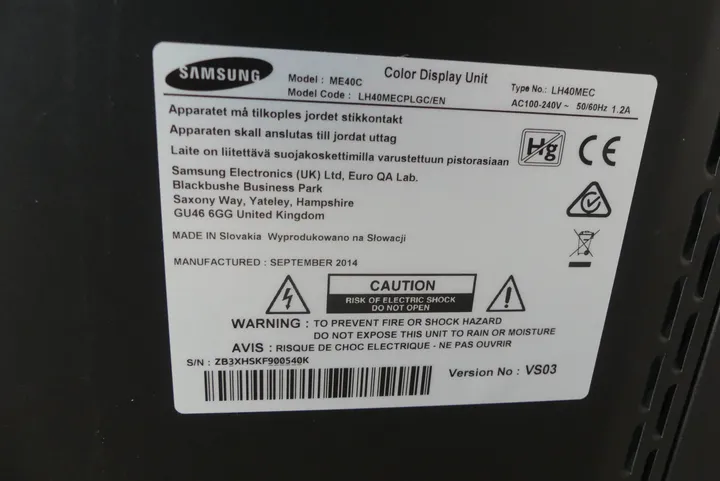 SAMSUNG
Model : ME40C
Color Display Unit
Type No.: LH40MEC
Model Code : LH40MECPLGC/EN
AC100-240V~ 50/60Hz 1.2A
Apparatet må tilkoples jordet stikkontakt
Apparaten skall anslutas till jordat uttag
Laite on liitettävä suojakoskettimilla varustettuun pistorasiaan
Hg
CE
Samsung Electronics (UK) Ltd, Euro QA Lab.
Blackbushe Business Park
Saxony Way, Yateley, Hampshire
GU46 6GG United Kingdom
MADE IN Slovakia Wyprodukowano na Słowacji
MANUFACTURED : SEPTEMBER 2014
CAUTION
RISK OF ELECTRIC SHOCK
DO NOT OPEN
WARNING : TO PREVENT FIRE OR SHOCK HAZARD
DO NOT EXPOSE THIS UNIT TO RAIN OR MOISTURE
AVIS : RISQUE DE CHOC ELECTRIQUE - NE PAS OUVRIR
S/N : ZB3XHSKF900540K
Version No : VS03